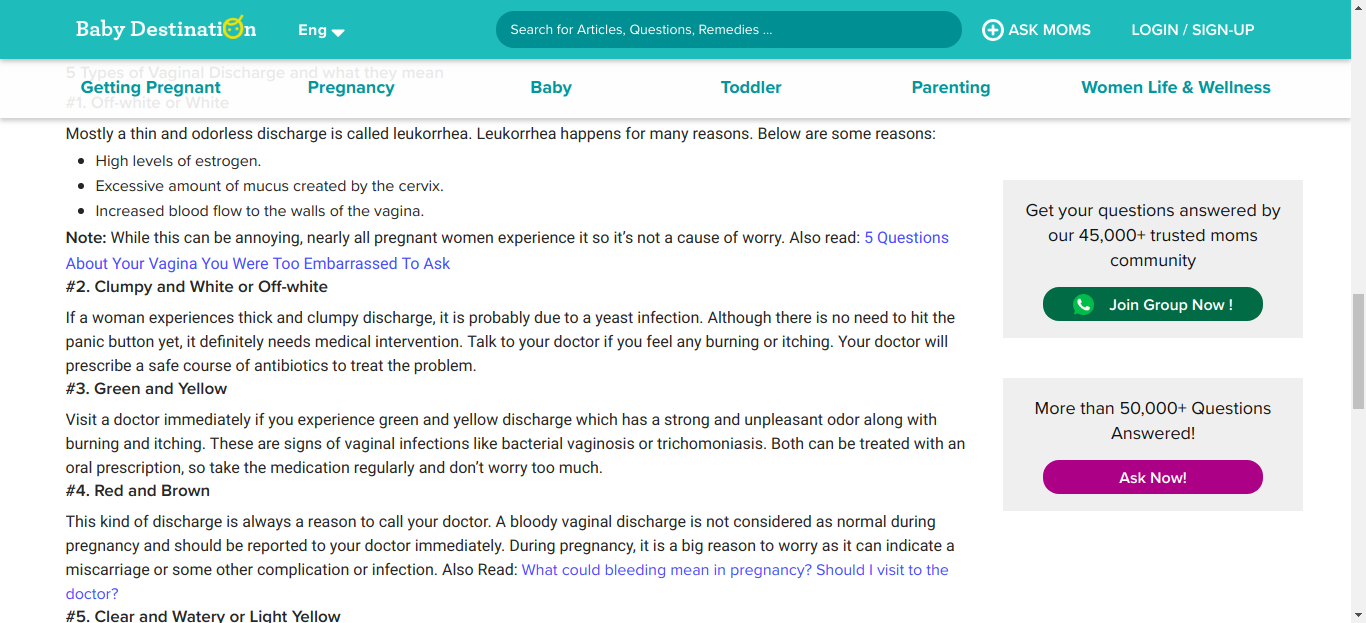 Baby Destination
Eng
Search for Articles, Questions, Remedies ...
ASK MOMS
LOGIN / SIGN-UP
5 Types of Vaginal Discharge and what they mean
Getting Pregnant
Pregnancy
Baby
Toddler
Parenting
Women Life & Wellness
#1. Off-white or White
Mostly a thin and odorless discharge is called leukorrhea. Leukorrhea happens for many reasons. Below are some reasons:
• High levels of estrogen.
• Excessive amount of mucus created by the cervix.
• Increased blood flow to the walls of the vagina.
Note: While this can be annoying, nearly all pregnant women experience it so it’s not a cause of worry. Also read: 5 Questions
About Your Vagina You Were Too Embarrassed To Ask
#2. Clumpy and White or Off-white
If a woman experiences thick and clumpy discharge, it is probably due to a yeast infection. Although there is no need to hit the
panic button yet, it definitely needs medical intervention. Talk to your doctor if you feel any burning or itching. Your doctor will
prescribe a safe course of antibiotics to treat the problem.
#3. Green and Yellow
Visit a doctor immediately if you experience green and yellow discharge which has a strong and unpleasant odor along with
burning and itching. These are signs of vaginal infections like bacterial vaginosis or trichomoniasis. Both can be treated with an
oral prescription, so take the medication regularly and don’t worry too much.
#4. Red and Brown
This kind of discharge is always a reason to call your doctor. A bloody vaginal discharge is not considered as normal during
pregnancy and should be reported to your doctor immediately. During pregnancy, it is a big reason to worry as it can indicate a
miscarriage or some other complication or infection. Also Read: What could bleeding mean in pregnancy? Should I visit to the
doctor?
#5. Clear and Watery or Light Yellow
Get your questions answered by
our 45,000+ trusted moms
community
Join Group Now !
More than 50,000+ Questions
Answered!
Ask Now!